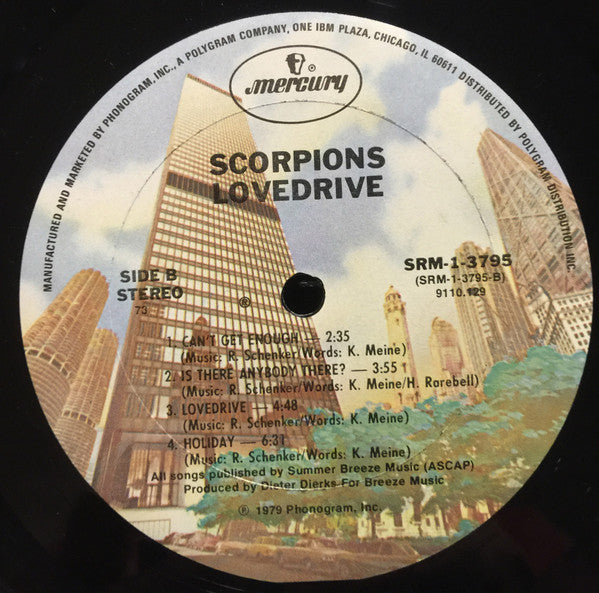 MANUFACTURED AND MARKETED BY PHONOGRAM, INC., A POLYGRAM COMPANY, ONE IBM PLAZA, CHICAGO, IL 60611 DISTRIBUTED BY POLYGRAM DISTRIBUTION INC.
®
mercury
SCORPIONS
LOVEDRIVE
SIDE B
STEREO
73
®
SRM-1-3795
(SRM-1-3795-B)
9110.129
1. CAN'T GET ENOUGH — 2:35
(Music: R. Schenker/Words: K. Meine)
2. IS THERE ANYBODY THERE? — 3:55
(Music: R. Schenker/Words: K. Meine/H. Rarebell)
3. LOVEDRIVE — 4:48
(Music: R. Schenker/Words: K. Meine)
4. HOLIDAY — 6:31
(Music: R. Schenker/Words: K. Meine)
All songs published by Summer Breeze Music (ASCAP)
Produced by Dieter Dierks For Breeze Music
℗ 1979 Phonogram, Inc.